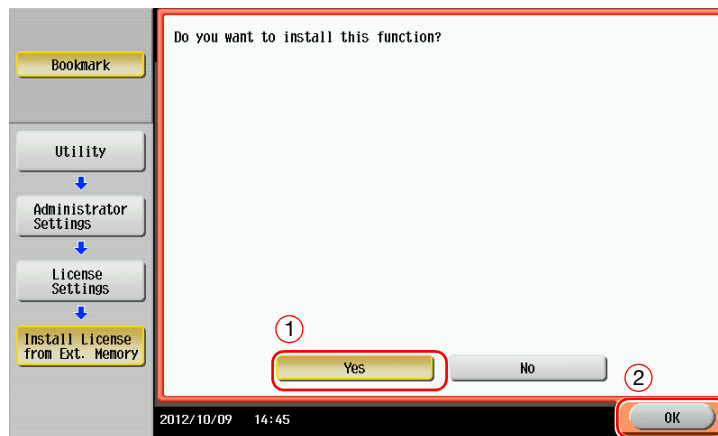 Do you want to install this function?
Bookmark
Utility
Administrator
Settings
License
Settings
Install License
from Ext. Memory
1
Yes
No
2
2012/10/09 14:45
OK